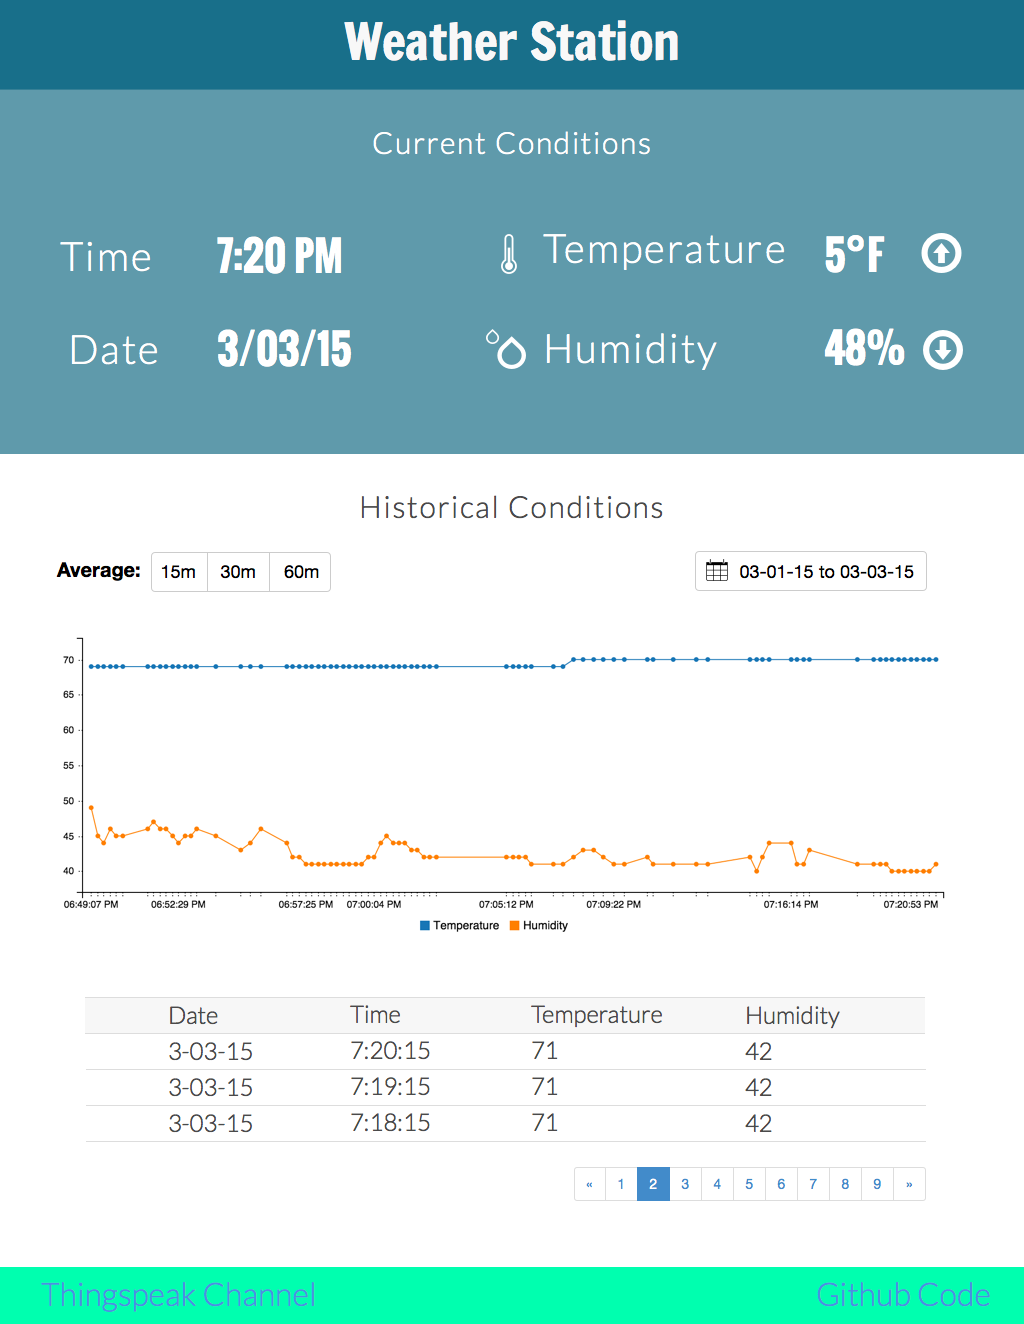 Weather Station
Current Conditions
Time 7:20 PM Temperature 5°F
Date 3/03/15 Humidity 48%
Historical Conditions
Average: 15m 30m 60m 03-01-15 to 03-03-15
70
65
60
55
50
45
40
06:49:07 PM 06:52:29 PM 06:57:25 PM 07:00:04 PM 07:05:12 PM 07:09:22 PM 07:16:14 PM 07:20:53 PM
Temperature Humidity
Date Time Temperature Humidity
3-03-15 7:20:15 71 42
3-03-15 7:19:15 71 42
3-03-15 7:18:15 71 42
« 1 2 3 4 5 6 7 8 9 »
Thingspeak Channel Github Code